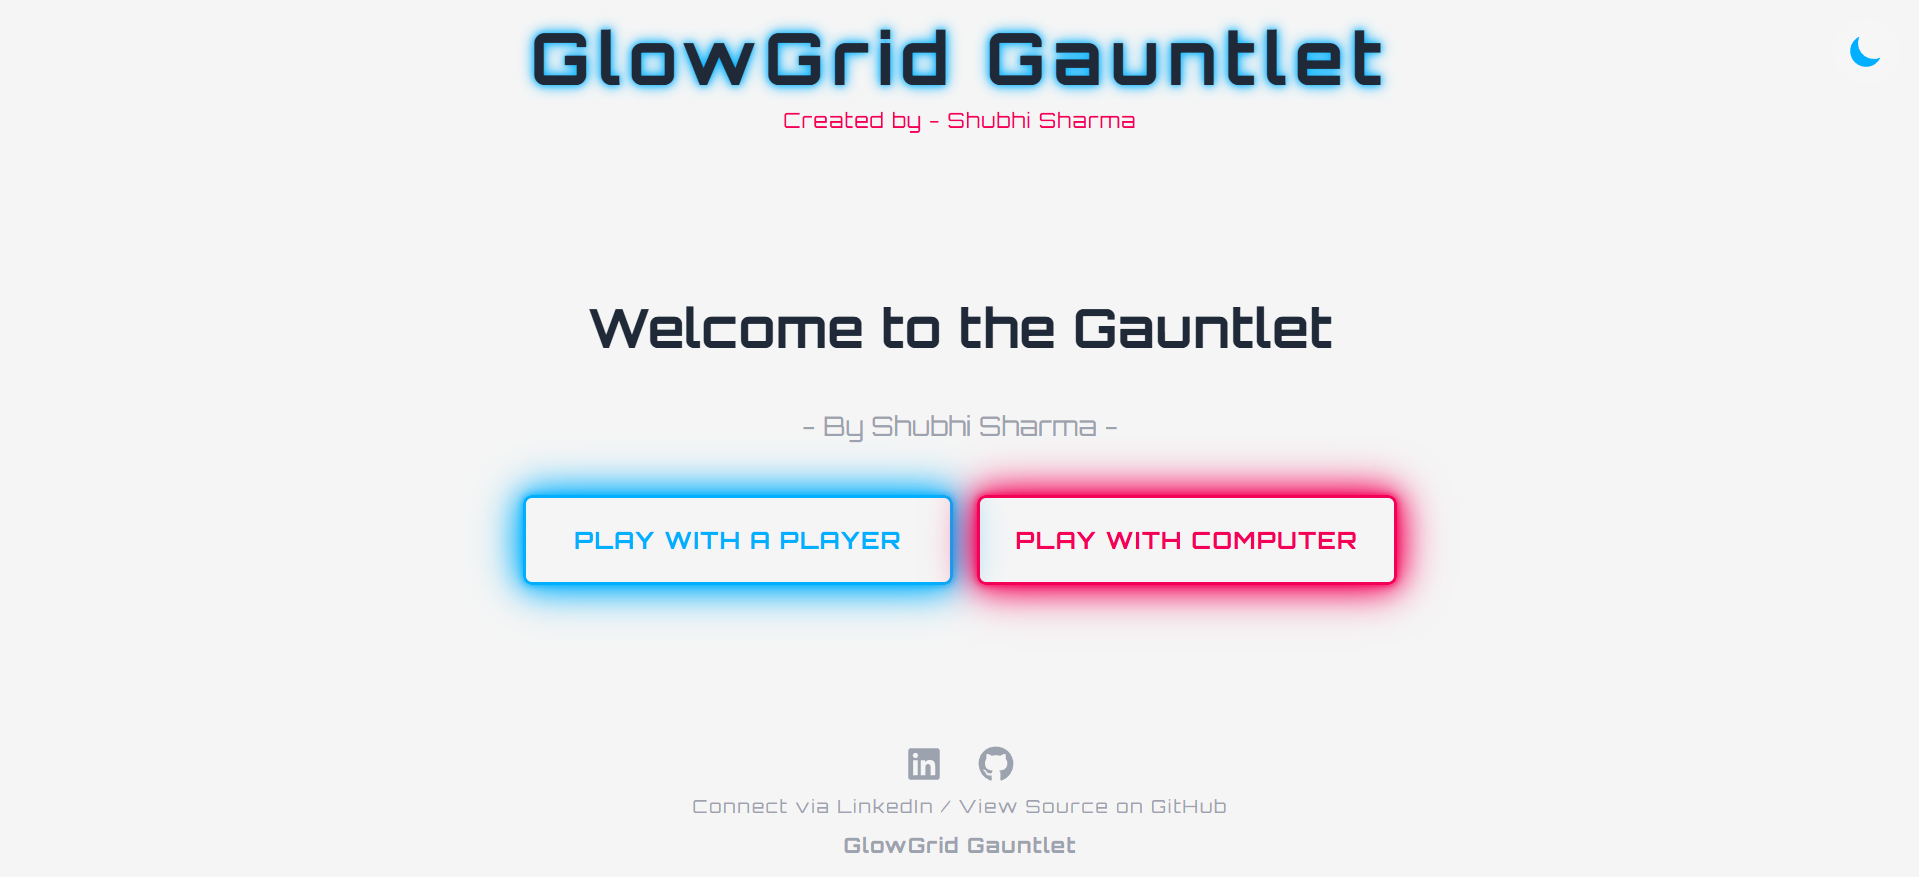 GlowGrid Gauntlet
Created by - Shubhi Sharma
Welcome to the Gauntlet
- By Shubhi Sharma -
PLAY WITH A PLAYER
PLAY WITH COMPUTER
in
Connect via LinkedIn / View Source on GitHub
GlowGrid Gauntlet